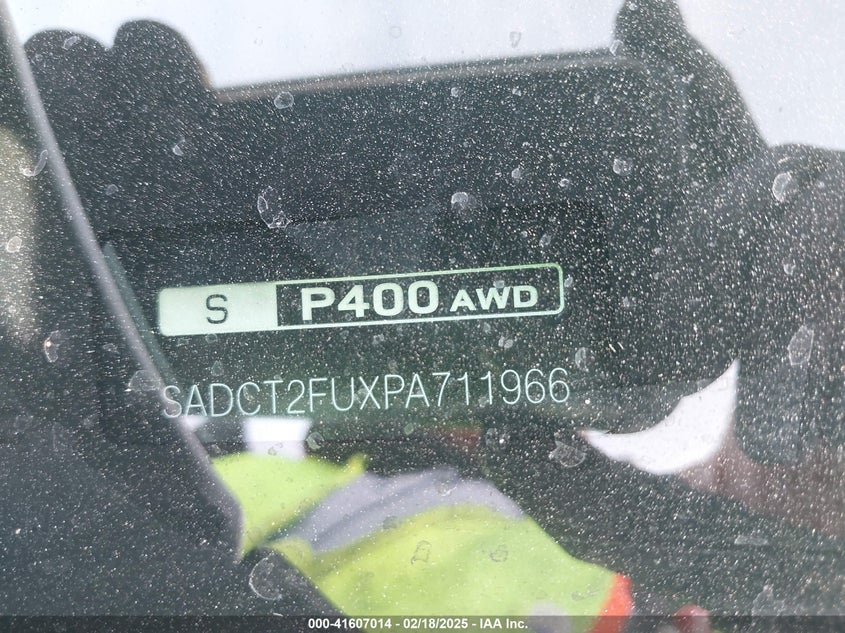 S P400 AWD
SADCT2FUXPA711966
000-41607014 - 02/18/2025 - IAA Inc.